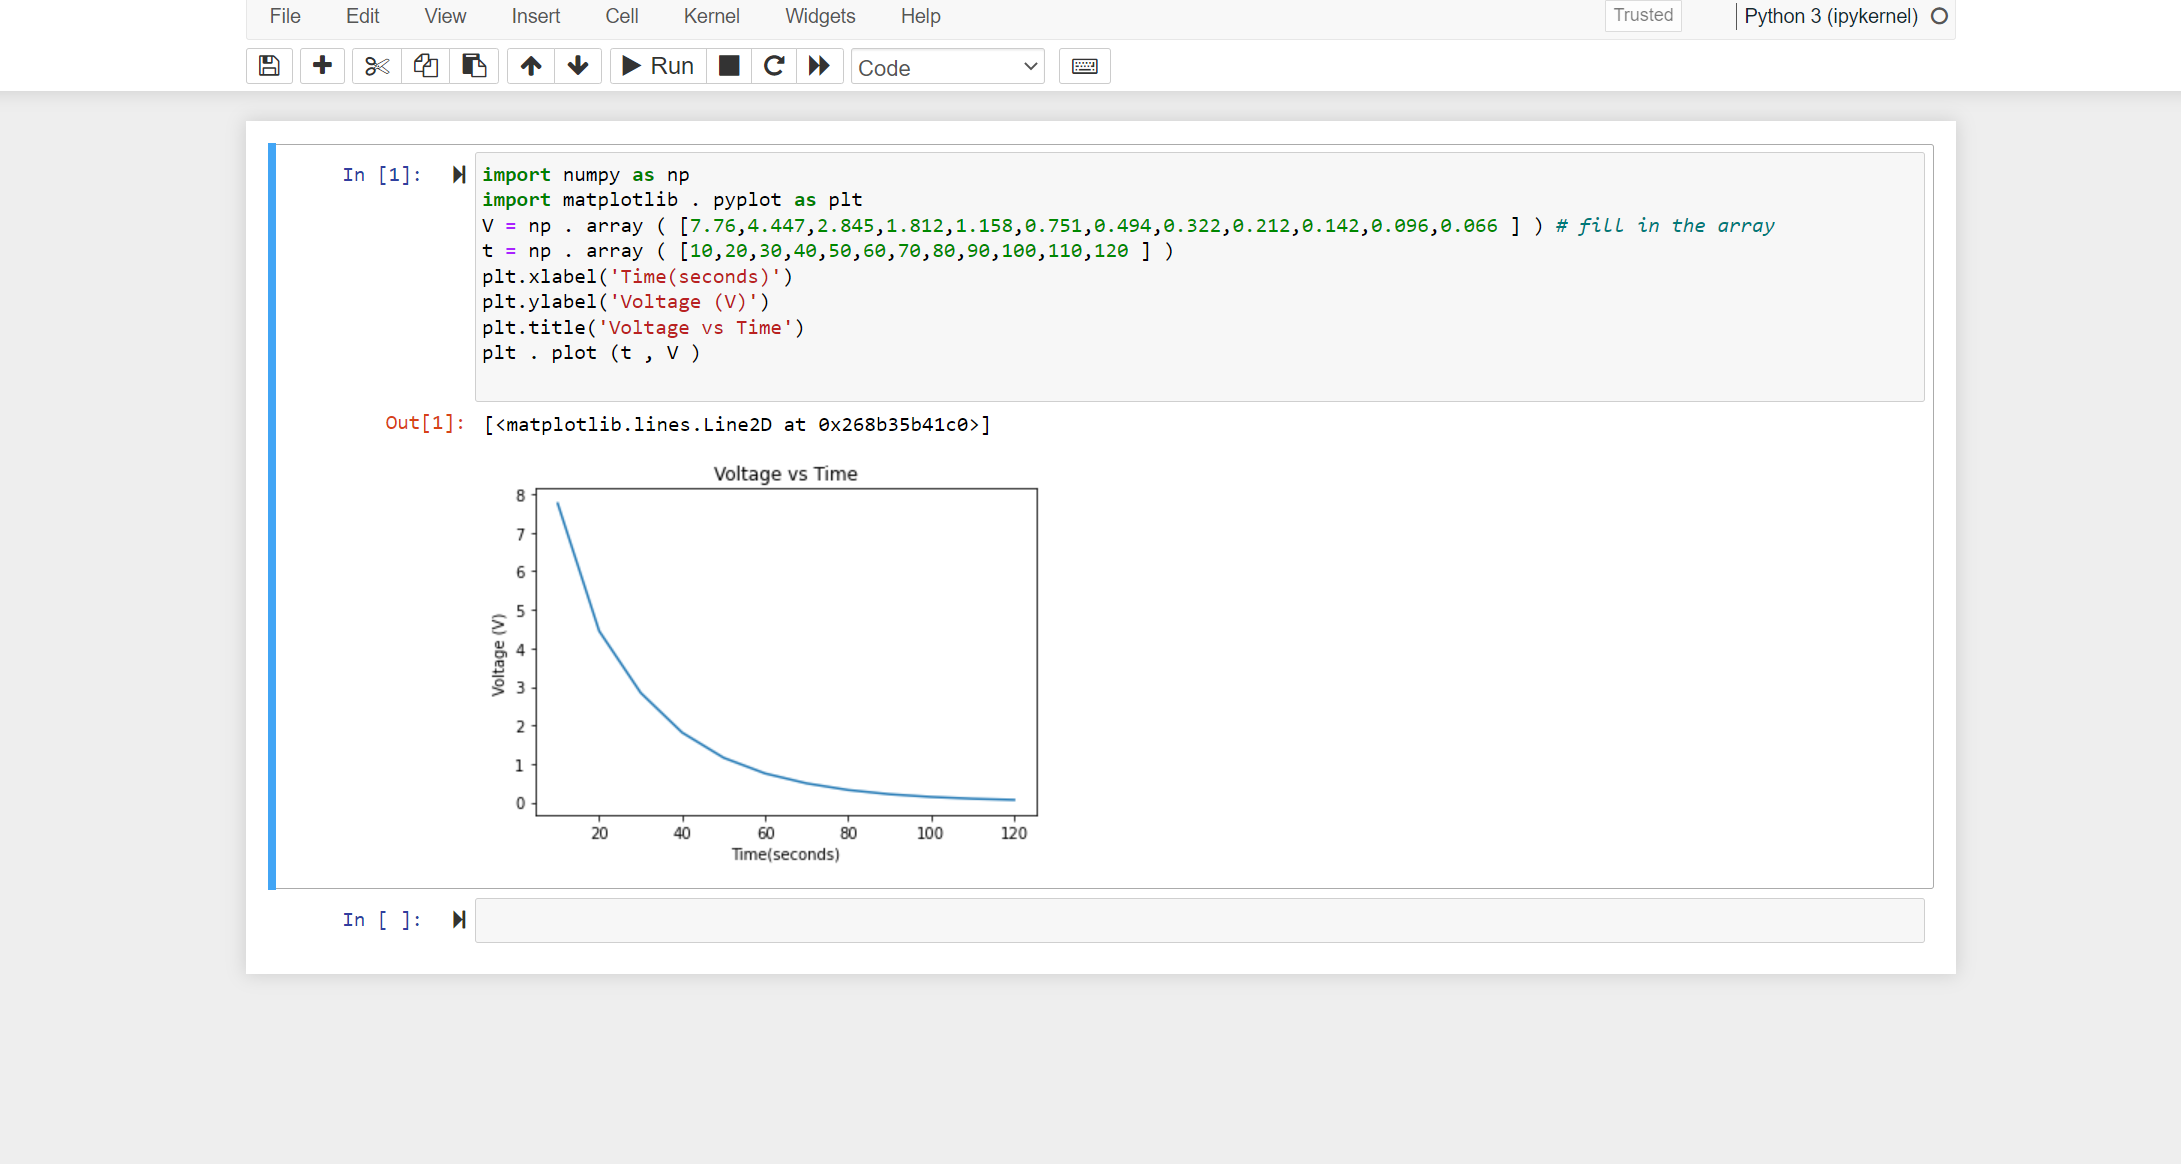 File Edit View Insert Cell Kernel Widgets Help Trusted Python 3 (ipykernel)
Run Code
In [1]:
import numpy as np
import matplotlib . pyplot as plt
V = np . array ( [7.76,4.447,2.845,1.812,1.158,0.751,0.494,0.322,0.212,0.142,0.096,0.066 ] ) # fill in the array
t = np . array ( [10,20,30,40,50,60,70,80,90,100,110,120 ] )
plt.xlabel('Time(seconds)')
plt.ylabel('Voltage (V)')
plt.title('Voltage vs Time')
plt . plot (t , V )
Out[1]: [<matplotlib.lines.Line2D at 0x268b35b41c0>]
Voltage vs Time
8
7
6
5
4
3
2
1
0
Voltage (V)
20 40 60 80 100 120
Time(seconds)
In [ ]: